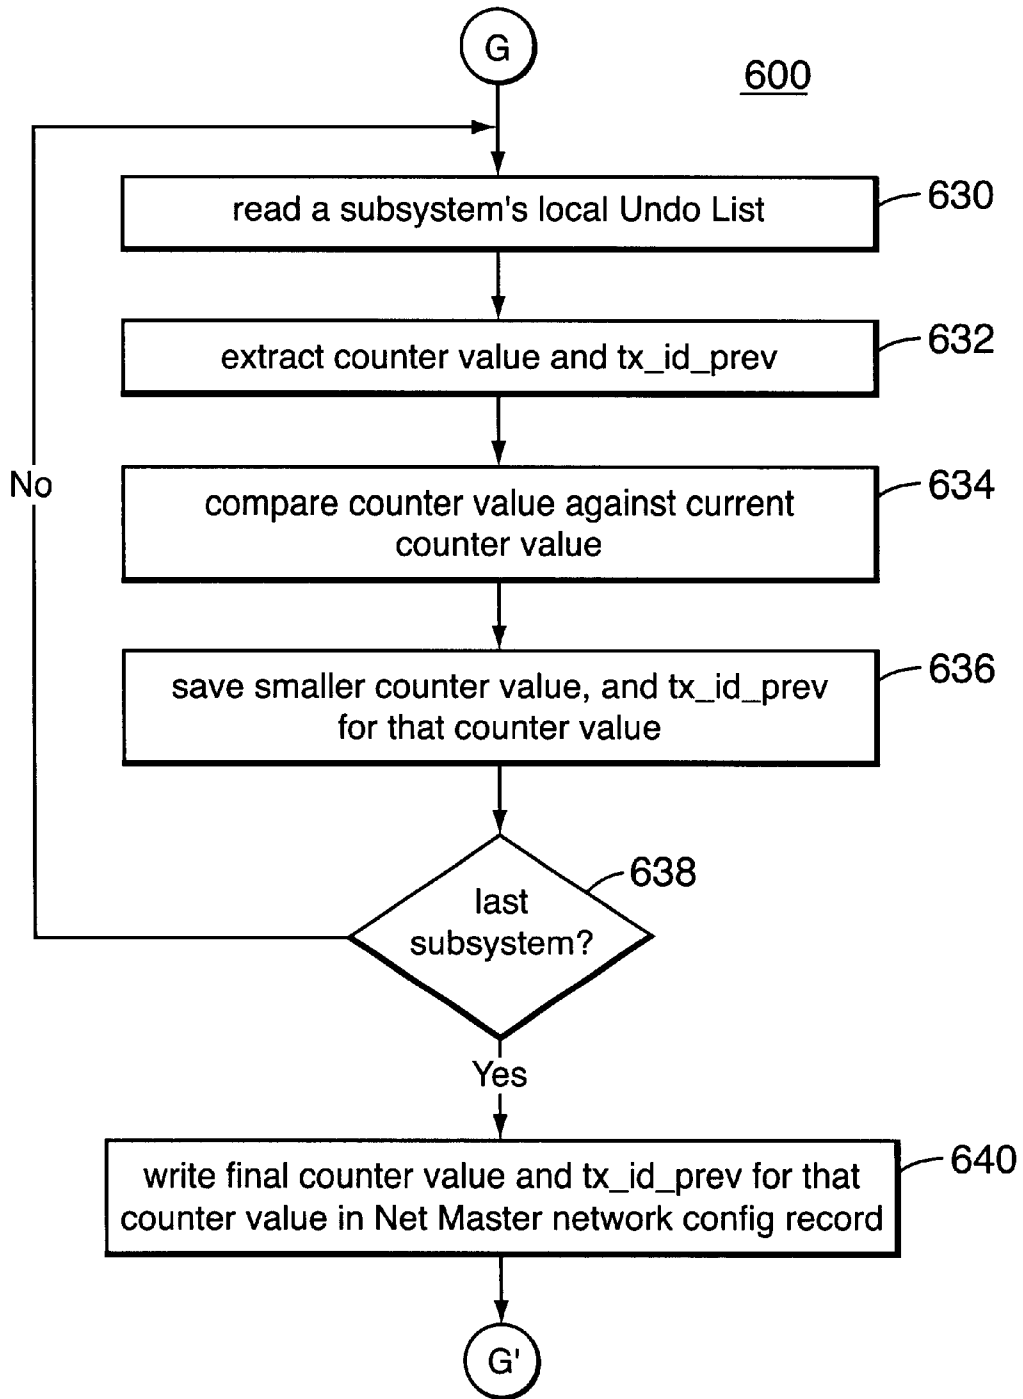 G
600
read a subsystem's local Undo List
630
extract counter value and tx_id_prev
632
No
compare counter value against current
counter value
634
save smaller counter value, and tx_id_prev
for that counter value
636
last
subsystem?
638
Yes
write final counter value and tx_id_prev for that
counter value in Net Master network config record
640
G'